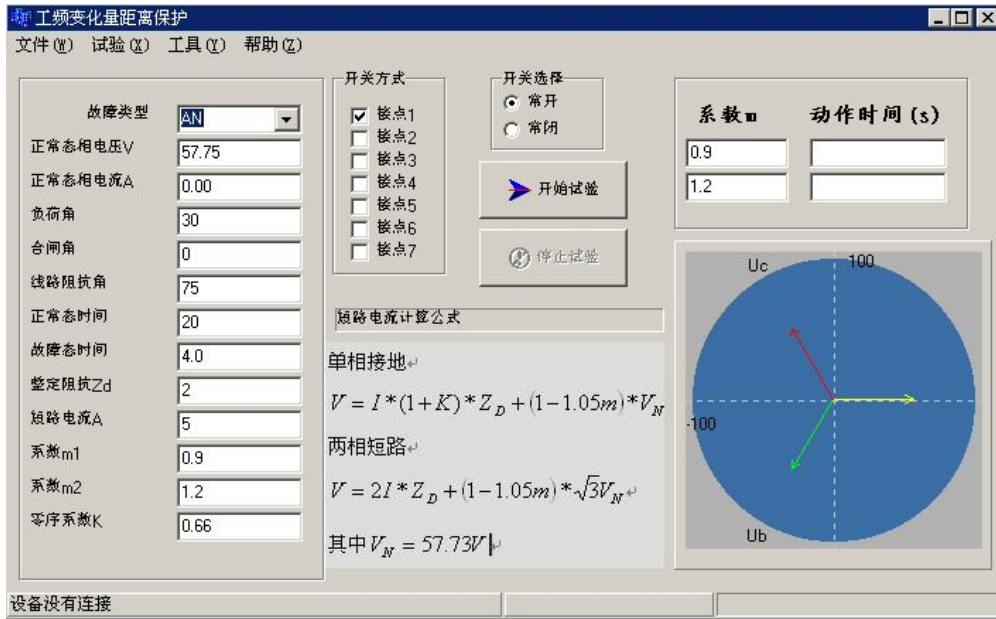 工频变化量距离保护
文件(W) 试验(X) 工具(Y) 帮助(Z)
故障类型 AN
正常态相电压V 57.75
正常态相电流A 0.00
负荷角 30
合闸角 0
线路阻抗角 75
正常态时间 20
故障态时间 4.0
整定阻抗Zd 2
短路电流A 5
系数m1 0.9
系数m2 1.2
零序系数K 0.66
开关方式
接点1
接点2
接点3
接点4
接点5
接点6
接点7
开关选择
常开
常闭
开始试验
停止试验
短路电流计算公式
单相接地
V = I*(1+K)*Z_D+(1-1.05m)*V_N
两相短路
V = 2I*Z_D+(1-1.05m)*√3V_N
其中V_N = 57.73V
系数m 动作时间(s)
0.9
1.2
Uc 100
-100
Ub
设备没有连接